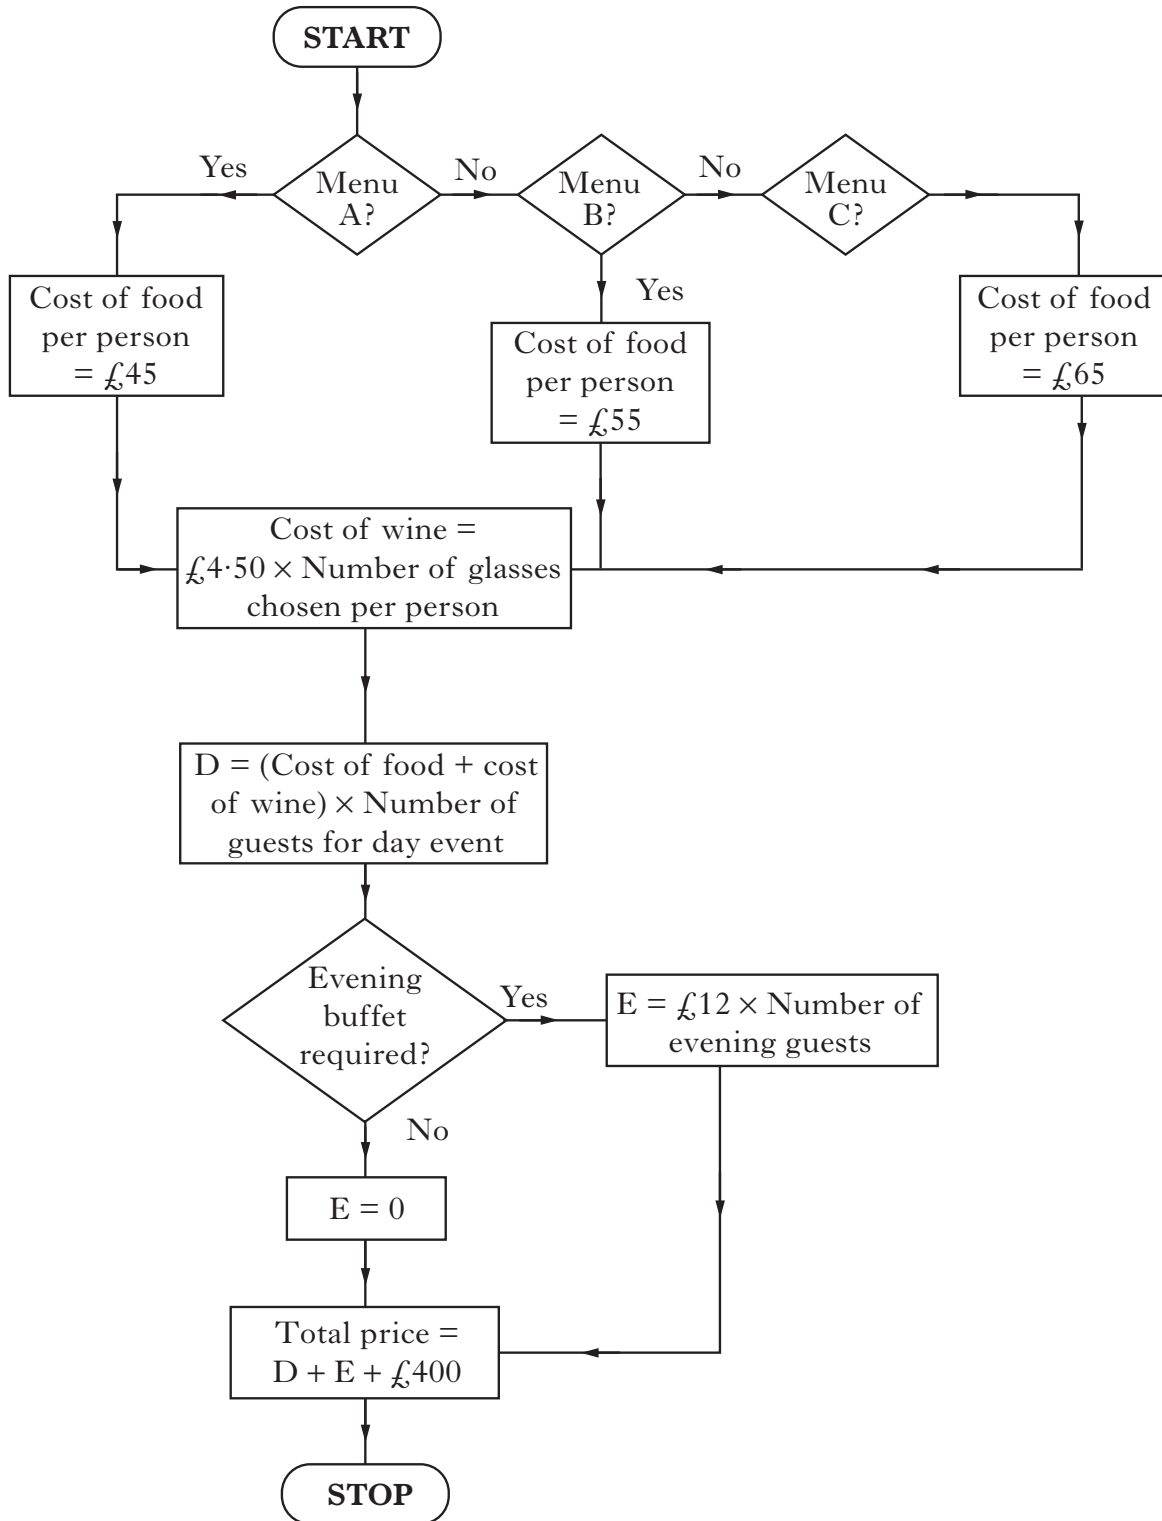 START
Yes
Menu
A?
No
Menu
B?
No
Menu
C?
Cost of food
per person
= £45
Yes
Cost of food
per person
= £55
Cost of food
per person
= £65
Cost of wine =
£4·50 × Number of glasses
chosen per person
D = (Cost of food + cost
of wine) × Number of
guests for day event
Evening
buffet
required?
Yes
E = £12 × Number of
evening guests
No
E = 0
Total price =
D + E + £400
STOP